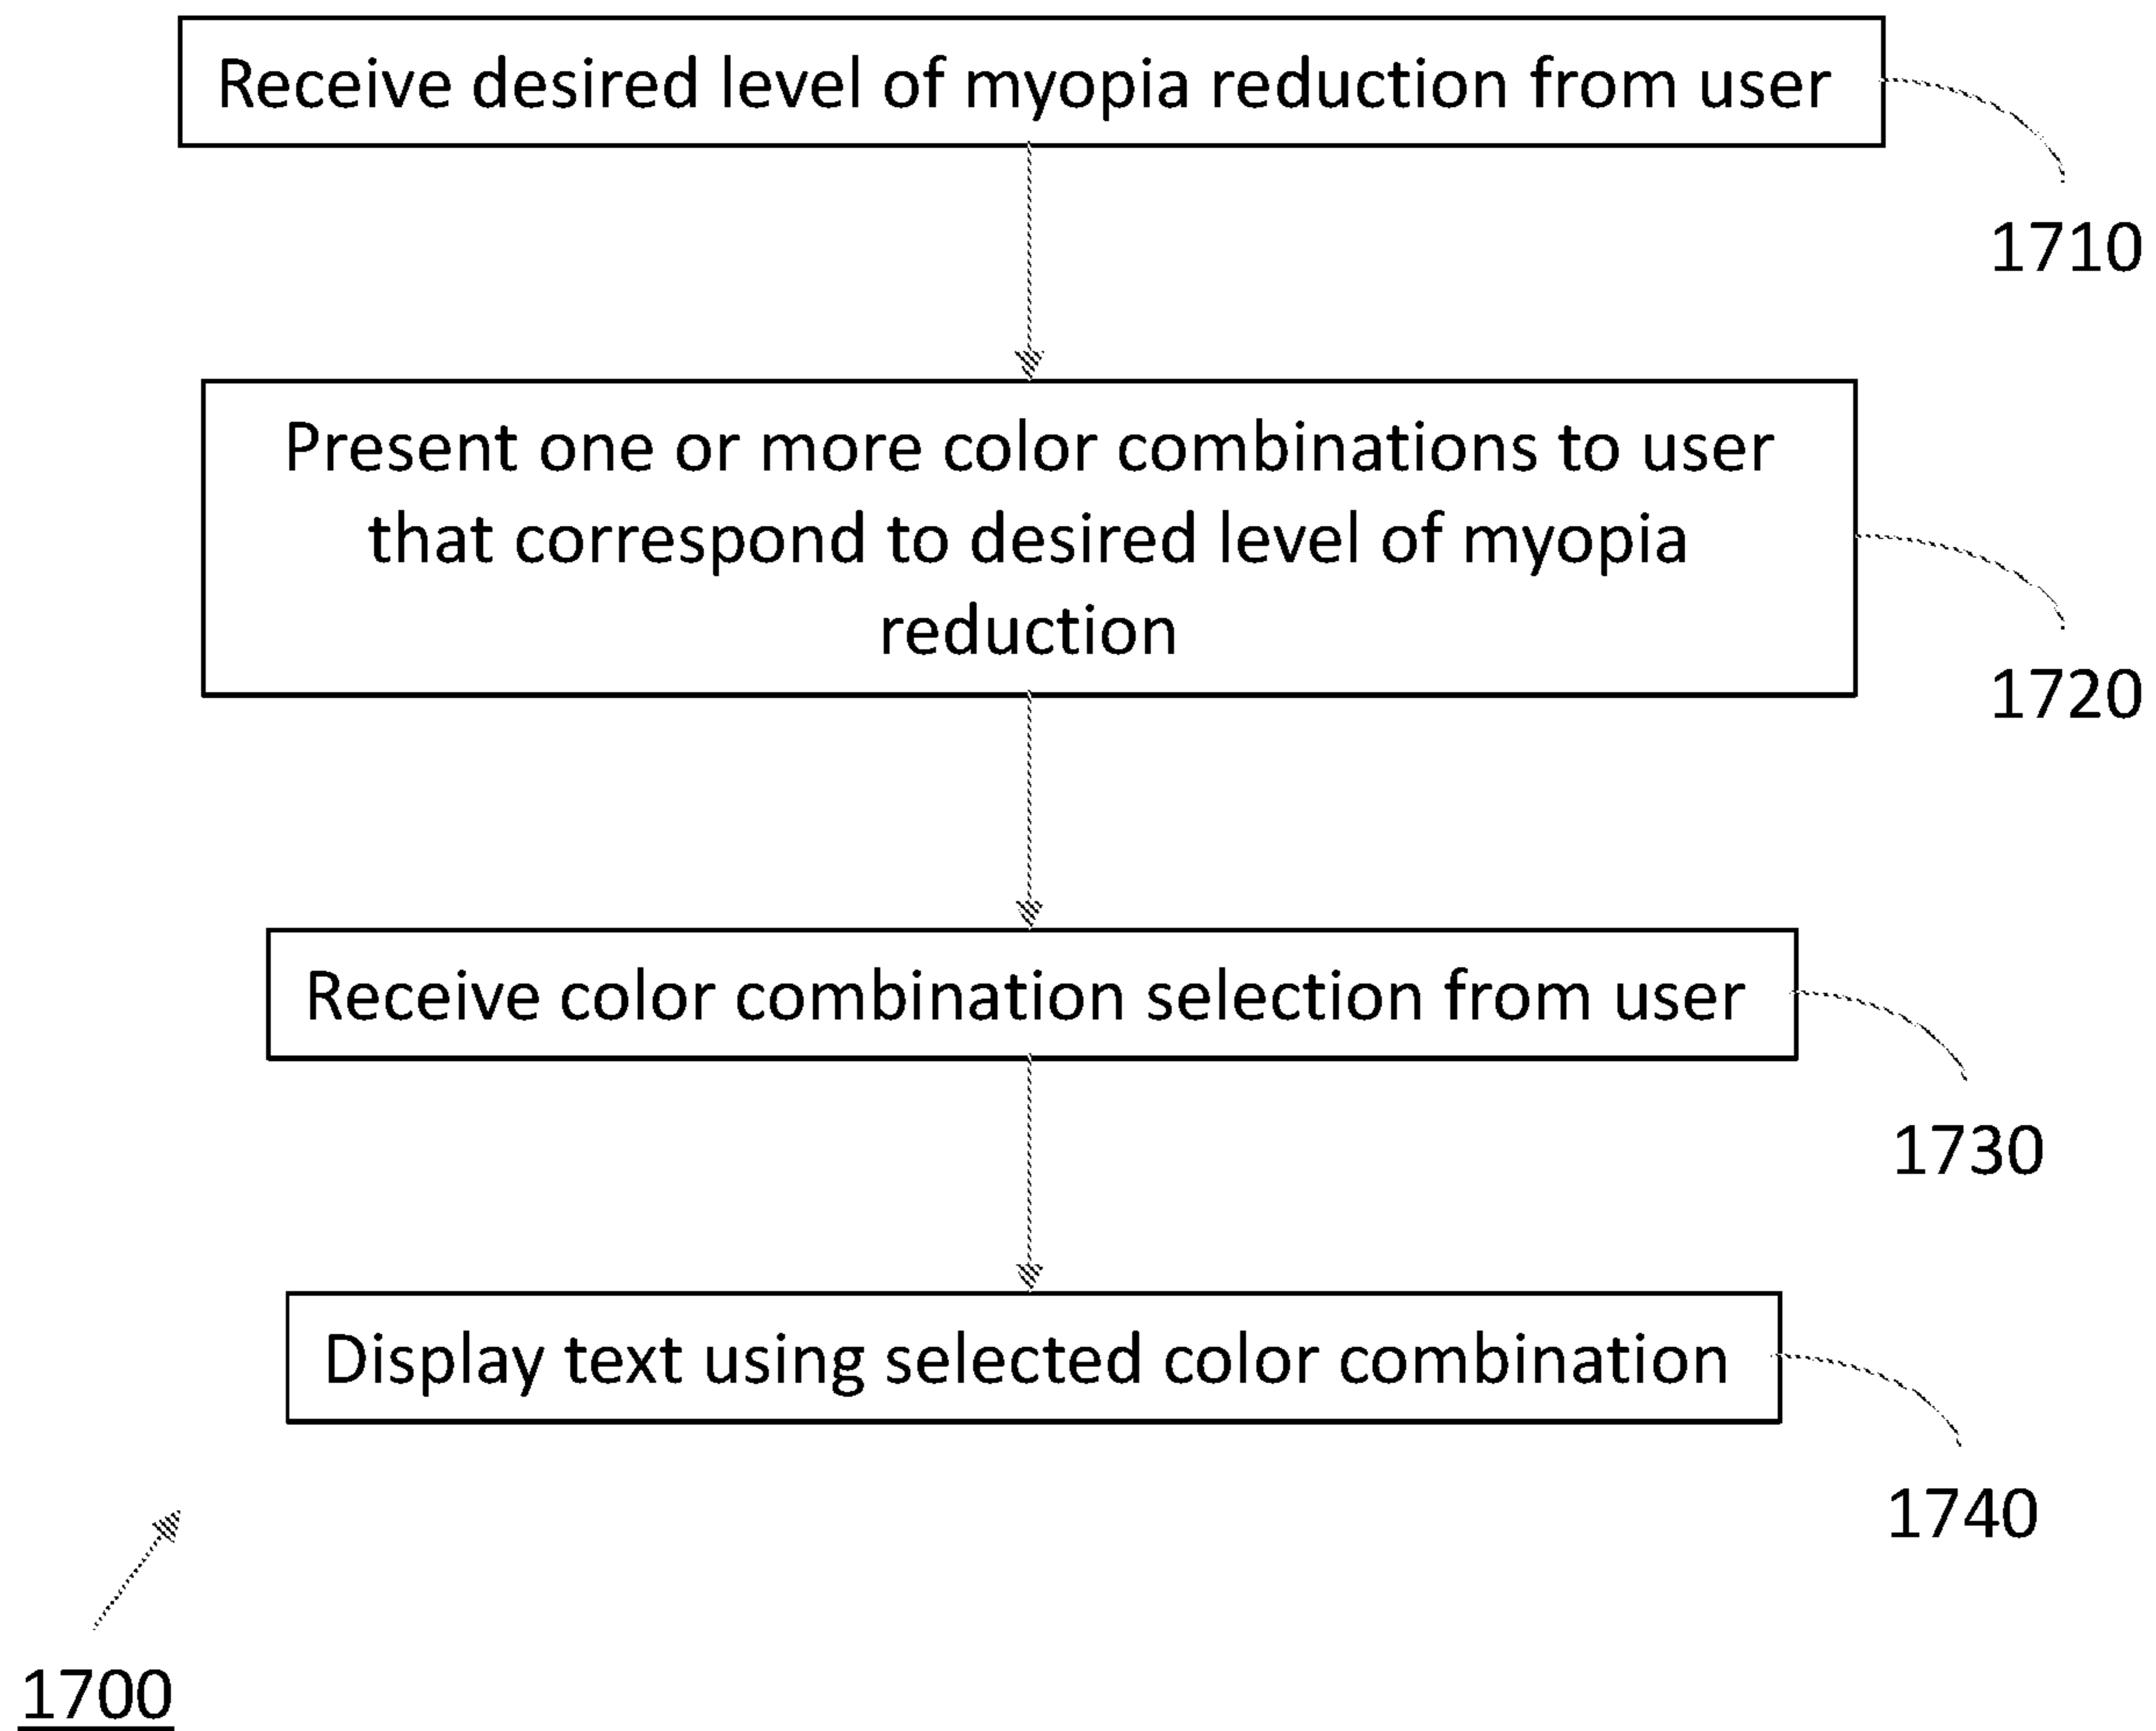 Receive desired level of myopia reduction from user
1710
Present one or more color combinations to user
that correspond to desired level of myopia
reduction
1720
Receive color combination selection from user
1730
Display text using selected color combination
1740
1700